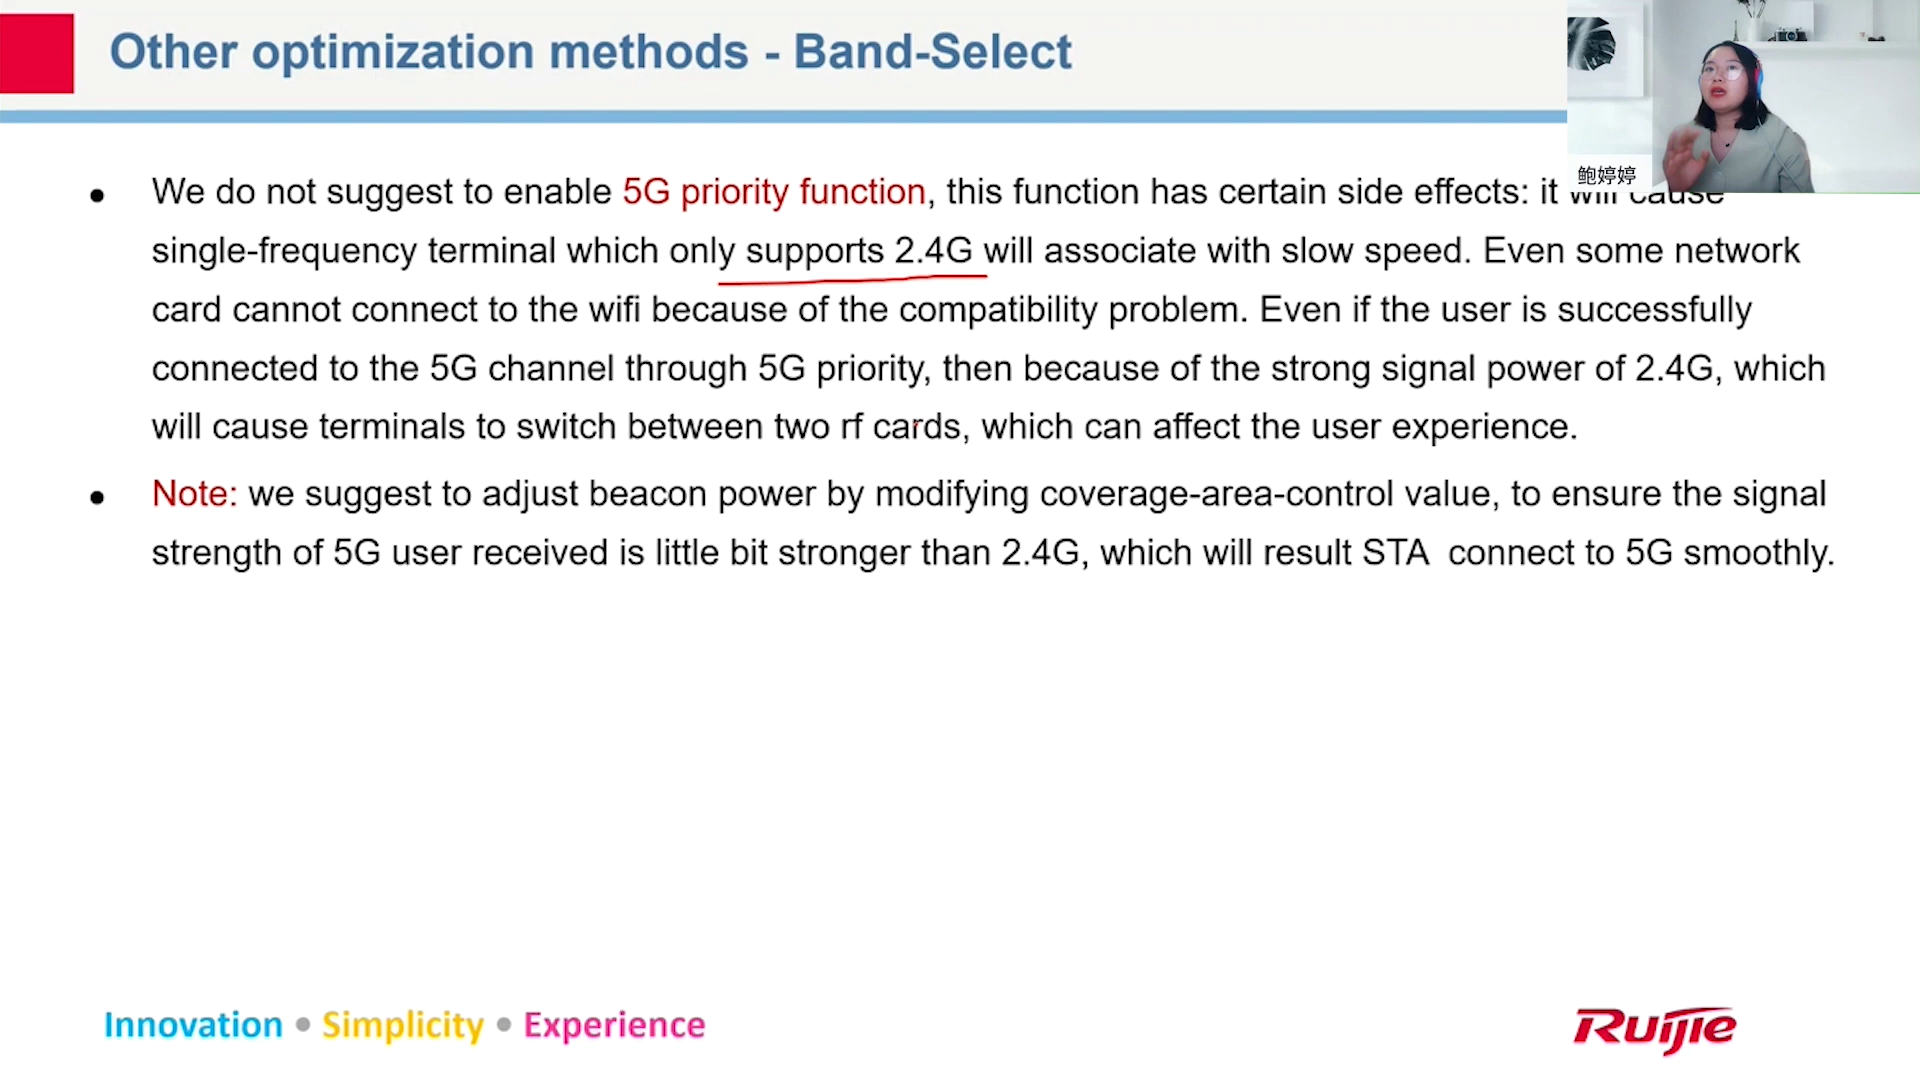 Other optimization methods - Band-Select
鲍婷婷
We do not suggest to enable 5G priority function, this function has certain side effects: it will cause
single-frequency terminal which only supports 2.4G will associate with slow speed. Even some network
card cannot connect to the wifi because of the compatibility problem. Even if the user is successfully
connected to the 5G channel through 5G priority, then because of the strong signal power of 2.4G, which
will cause terminals to switch between two rf cards, which can affect the user experience.
Note: we suggest to adjust beacon power by modifying coverage-area-control value, to ensure the signal
strength of 5G user received is little bit stronger than 2.4G, which will result STA connect to 5G smoothly.
Innovation • Simplicity • Experience
Ruijie